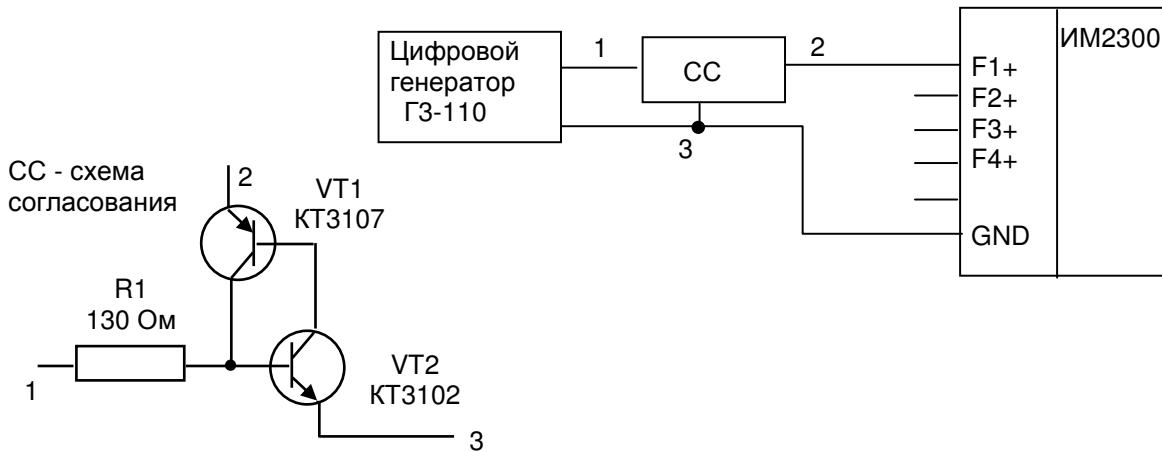 Цифровой
генератор
Г3-110
1
СС
2
3
ИМ2300
F1+
F2+
F3+
F4+
GND
СС - схема
согласования
2
VT1
КТ3107
R1
130 Ом
1
VT2
КТ3102
3